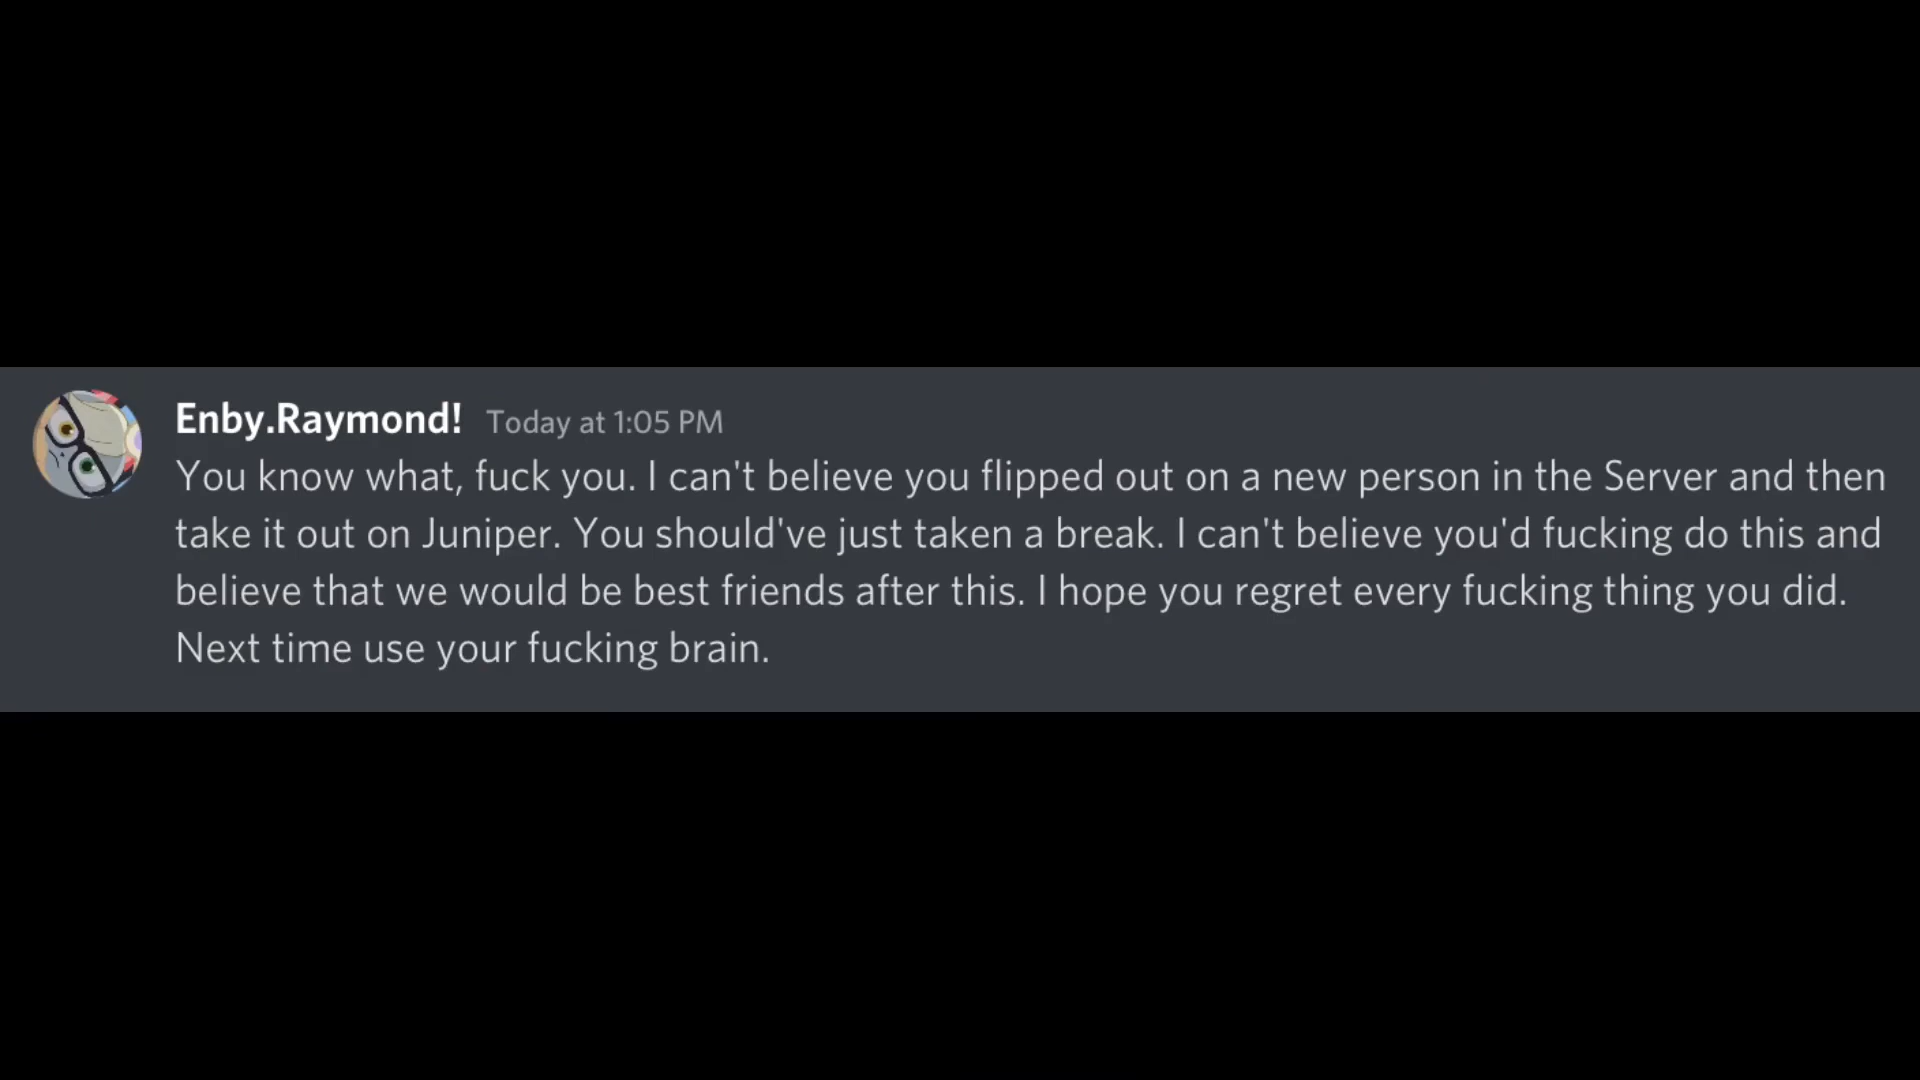 Enby.Raymond! Today at 1:05 PM
You know what, fuck you. I can't believe you flipped out on a new person in the Server and then
take it out on Juniper. You should've just taken a break. I can't believe you'd fucking do this and
believe that we would be best friends after this. I hope you regret every fucking thing you did.
Next time use your fucking brain.